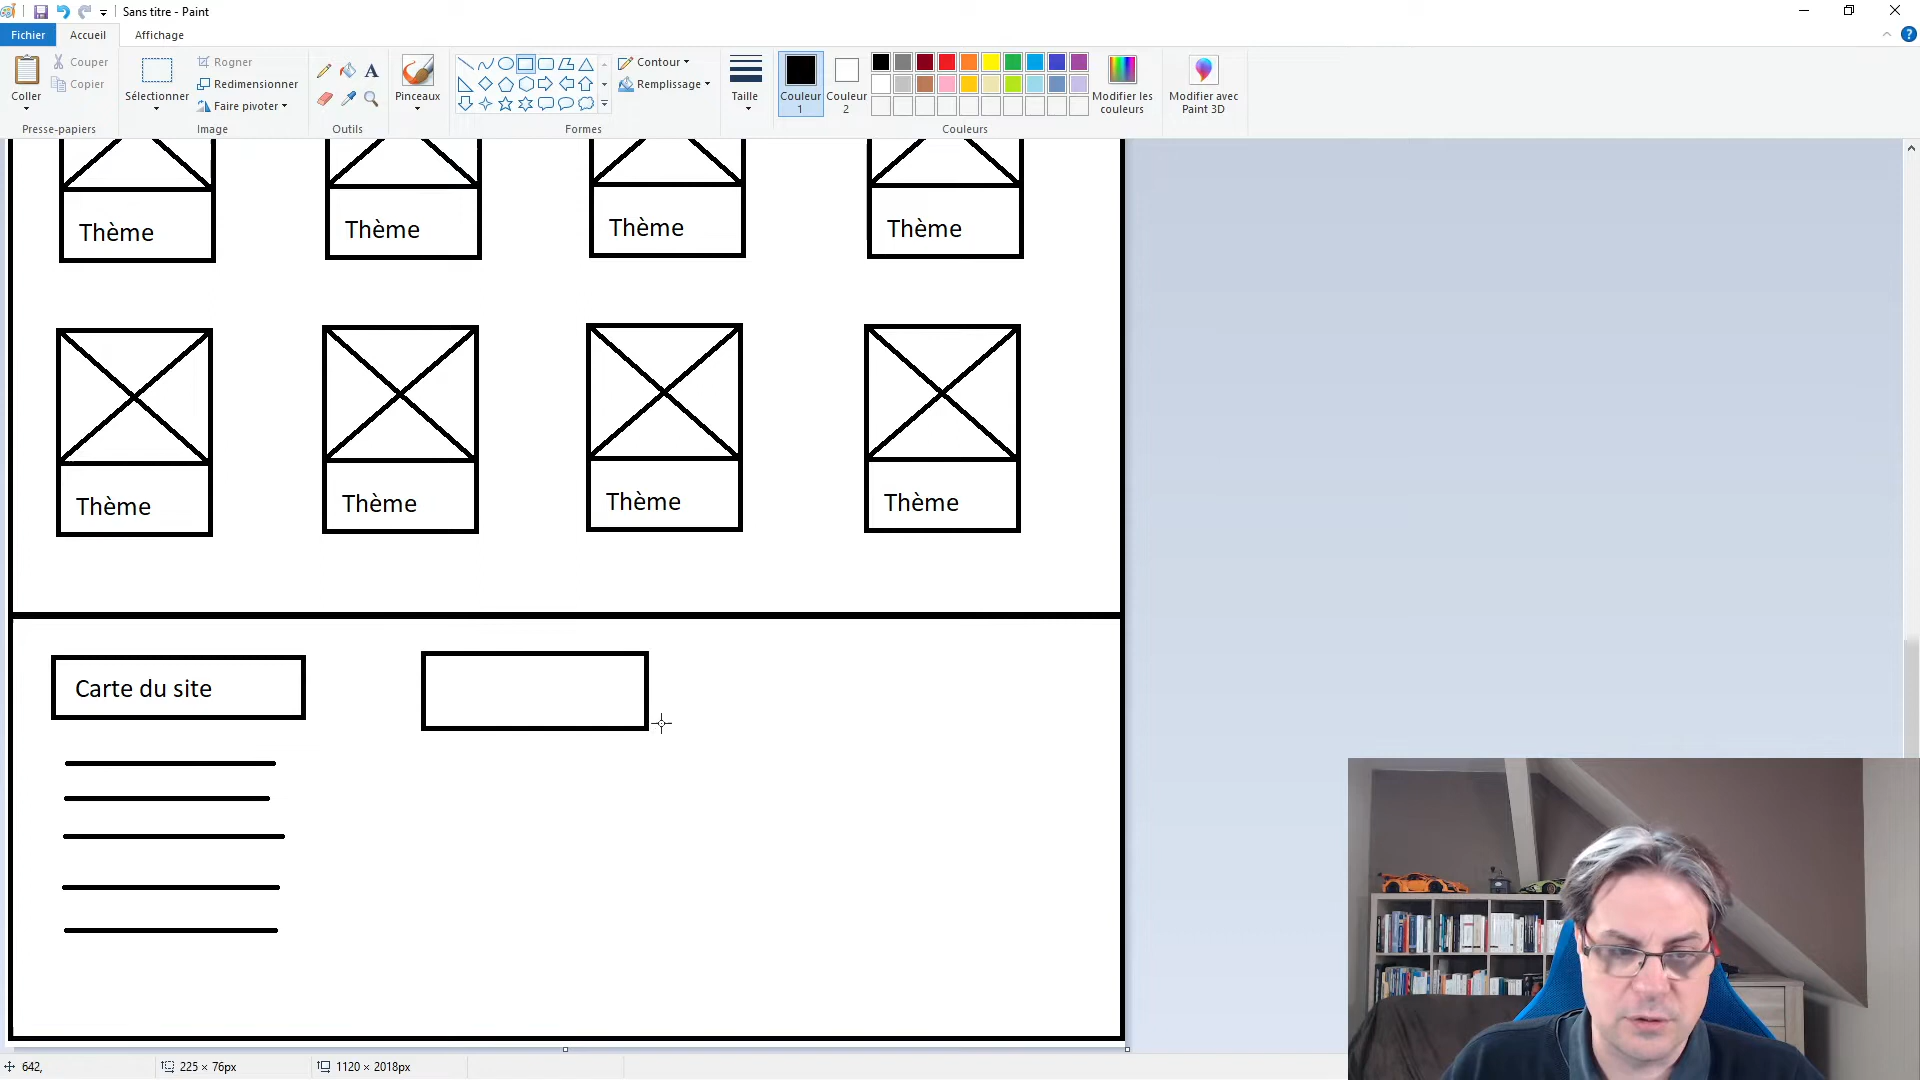 Sans titre - Paint
Fichier Accueil Affichage
Coller
Couper
Copier
Presse-papiers
Sélectionner
Rogner
Redimensionner
Faire pivoter
Image
A
Outils
Pinceaux
Contour
Remplissage
Formes
Taille
Couleur 1
Couleur 2
Modifier les couleurs
Couleurs
Modifier avec Paint 3D
Thème Thème Thème Thème
Thème Thème Thème Thème
Carte du site
642, 225 × 76px 1120 × 2018px